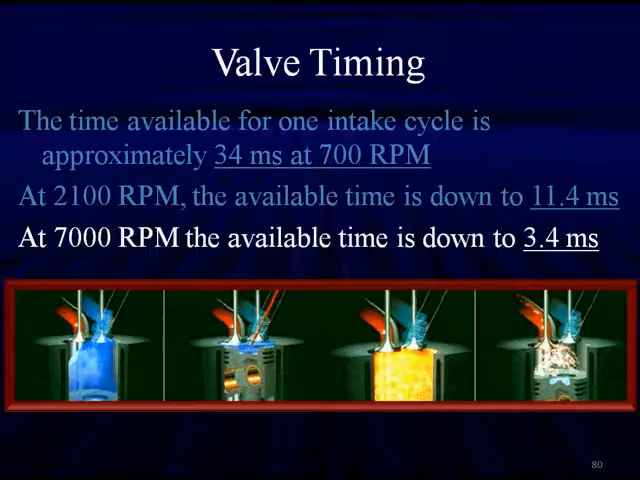 Valve Timing
The time available for one intake cycle is
approximately 34 ms at 700 RPM
At 2100 RPM, the available time is down to 11.4 ms
At 7000 RPM the available time is down to 3.4 ms
80